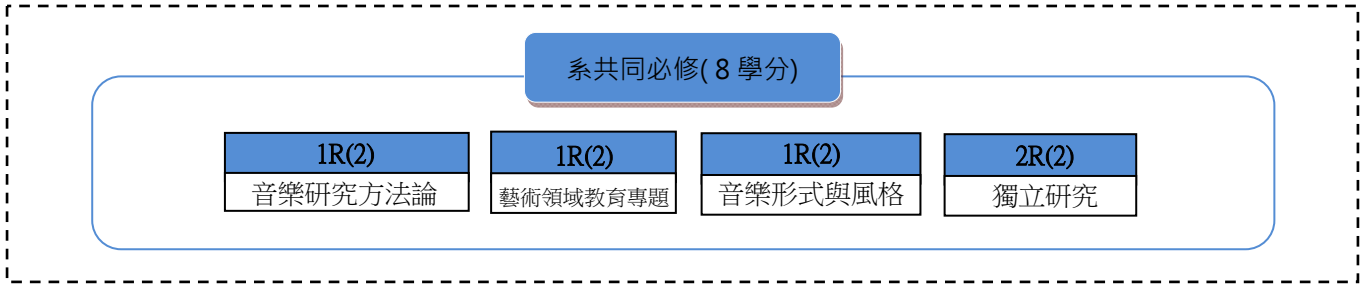 系共同必修( 8 學分)
1R(2)
音樂研究方法論
1R(2)
藝術領域教育專題
1R(2)
音樂形式與風格
2R(2)
獨立研究